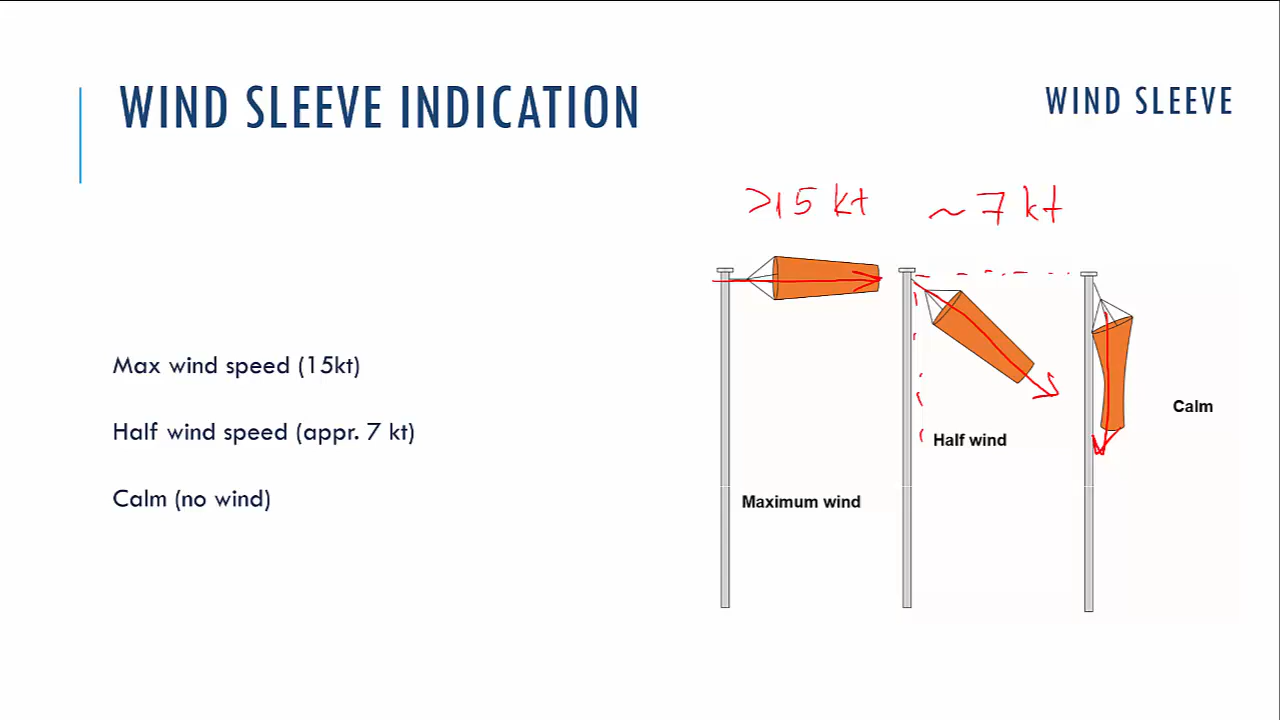 WIND SLEEVE INDICATION
WIND SLEEVE
>15 kt
~ 7 kt
Max wind speed (15kt)
Half wind speed (appr. 7 kt)
Calm (no wind)
Calm
Half wind
Maximum wind